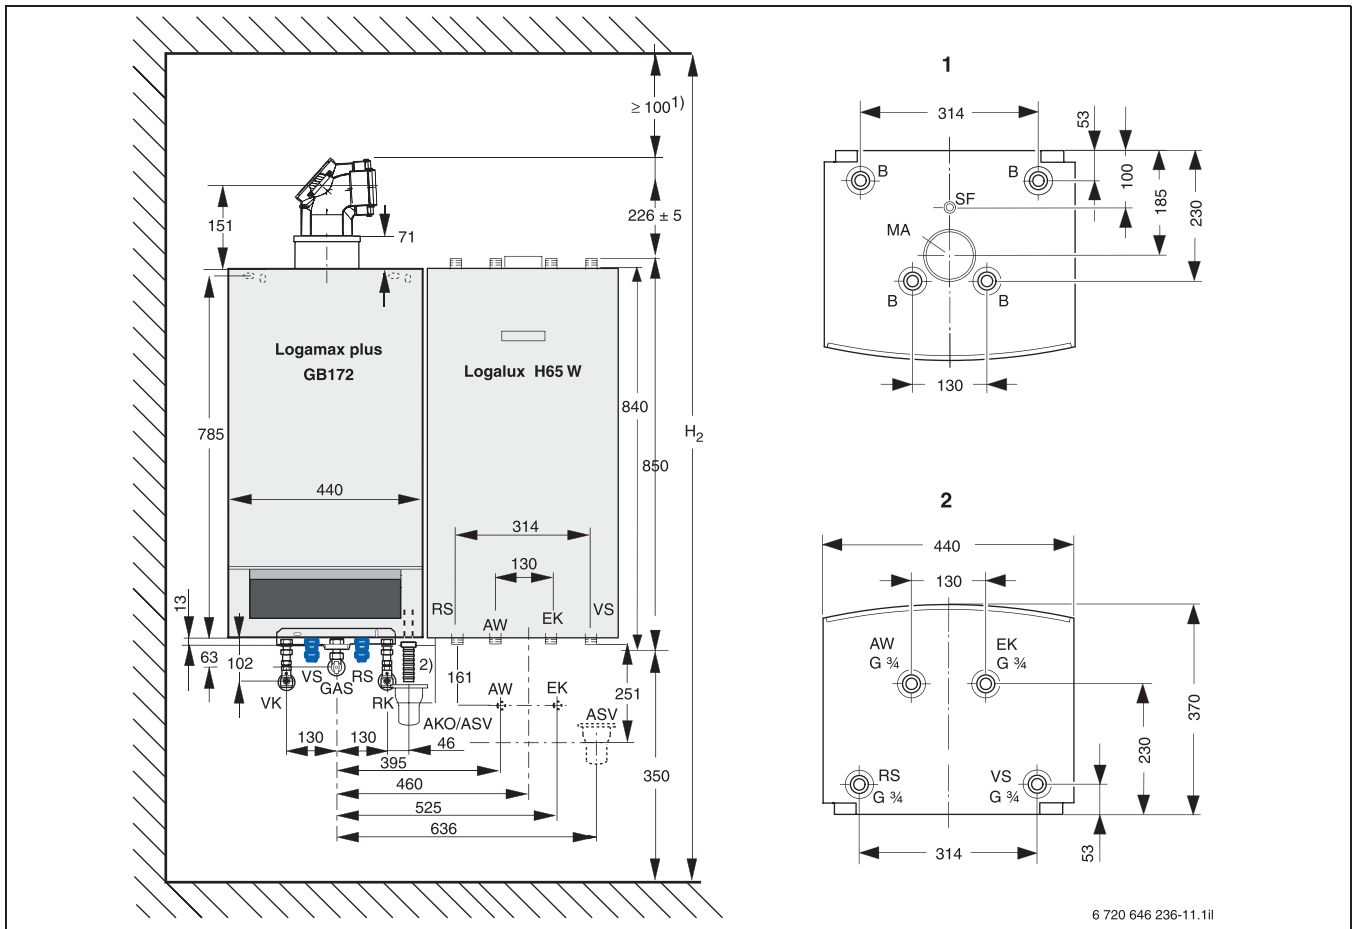 ≥ 100 1)
151
71
226 ± 5
Logamax plus
GB172
Logalux H65 W
785
840
H2
850
440
314
130
13
RS
AW
EK
VS
63
102
VS
GAS
RS
2)
161
251
VK
RK
AW
EK
ASV
AKO/ASV
130
130
46
395
350
460
525
636
1
314
53
100
185
230
B
B
SF
MA
B
B
130
2
440
130
AW
G ¾
EK
G ¾
370
230
RS
G ¾
VS
G ¾
314
53
6 720 646 236-11.1il